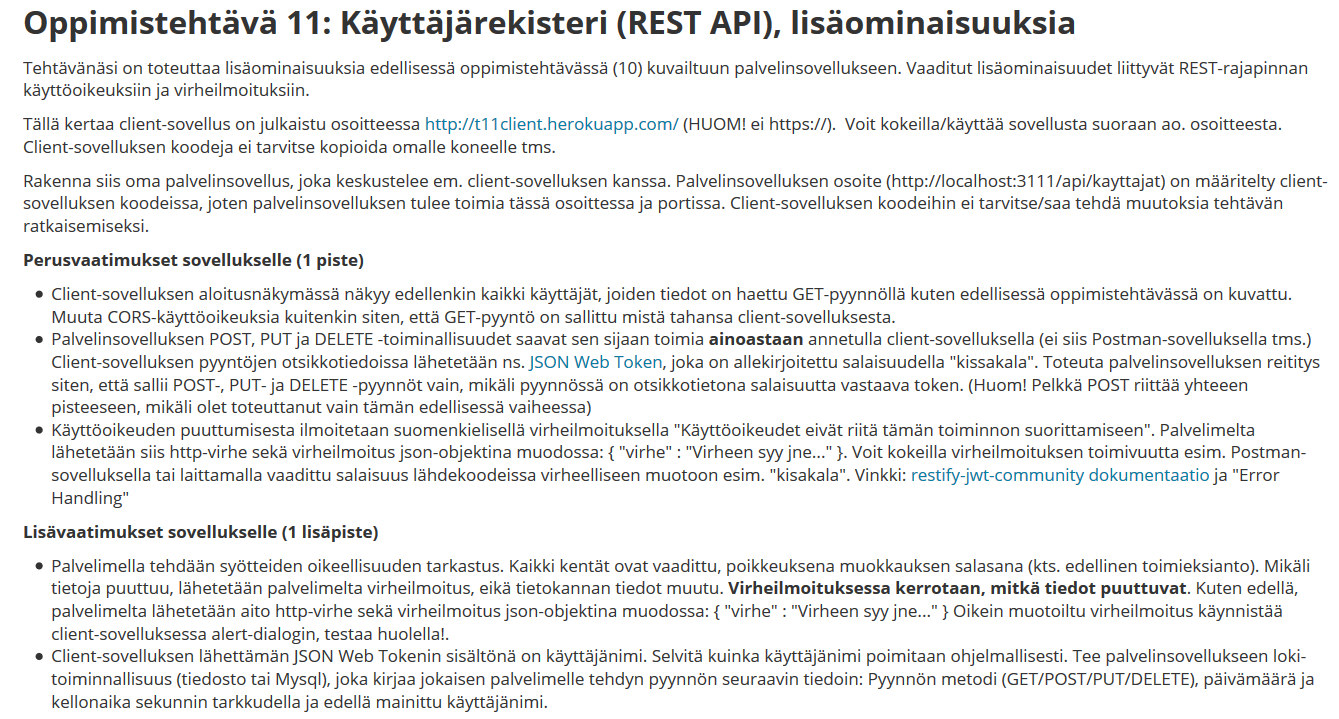 Oppimistehtävä 11: Käyttäjärekisteri (REST API), lisäominaisuuksia
Tehtävänäsi on toteuttaa lisäominaisuuksia edellisessä oppimistehtävässä (10) kuvailtuun palvelinsovellukseen. Vaaditut lisäominaisuudet liittyvät REST-rajapinnan
käyttöoikeuksiin ja virheilmoituksiin.
Tällä kertaa client-sovellus on julkaistu osoitteessa http://t11client.herokuapp.com/ (HUOM! ei https://). Voit kokeilla/käyttää sovellusta suoraan ao. osoitteesta.
Client-sovelluksen koodeja ei tarvitse kopioida omalle koneelle tms.
Rakenna siis oma palvelinsovellus, joka keskustelee em. client-sovelluksen kanssa. Palvelinsovelluksen osoite (http://localhost:3111/api/kayttajat) on määritelty client-
sovelluksen koodeissa, joten palvelinsovelluksen tulee toimia tässä osoittessa ja portissa. Client-sovelluksen koodeihin ei tarvitse/saa tehdä muutoksia tehtävän
ratkaisemiseksi.
Perusvaatimukset sovellukselle (1 piste)
• Client-sovelluksen aloitusnäkymässä näkyy edellenkin kaikki käyttäjät, joiden tiedot on haettu GET-pyynnöllä kuten edellisessä oppimistehtävässä on kuvattu.
Muuta CORS-käyttöoikeuksia kuitenkin siten, että GET-pyyntö on sallittu mistä tahansa client-sovelluksesta.
• Palvelinsovelluksen POST, PUT ja DELETE -toiminallisuudet saavat sen sijaan toimia ainoastaan annetulla client-sovelluksella (ei siis Postman-sovelluksella tms.)
Client-sovelluksen pyyntöjen otsikkotiedoissa lähetetään ns. JSON Web Token, joka on allekirjoitettu salaisuudella "kissakala". Toteuta palvelinsovelluksen reititys
siten, että sallii POST-, PUT- ja DELETE -pyynnöt vain, mikäli pyynnössä on otsikkotietona salaisuutta vastaava token. (Huom! Pelkkä POST riittää yhteeen
pisteeseen, mikäli olet toteuttanut vain tämän edellisessä vaiheessa)
• Käyttöoikeuden puuttumisesta ilmoitetaan suomenkielisellä virheilmoituksella "Käyttöoikeudet eivät riitä tämän toiminnon suorittamiseen". Palvelimelta
lähetetään siis http-virhe sekä virheilmoitus json-objektina muodossa: { "virhe" : "Virheen syy jne..." }. Voit kokeilla virheilmoituksen toimivuutta esim. Postman-
sovelluksella tai laittamalla vaadittu salaisuus lähdekoodeissa virheelliseen muotoon esim. "kisakala". Vinkki: restify-jwt-community dokumentaatio ja "Error
Handling"
Lisävaatimukset sovellukselle (1 lisäpiste)
• Palvelimella tehdään syötteiden oikeellisuuden tarkastus. Kaikki kentät ovat vaadittu, poikkeuksena muokkauksen salasana (kts. edellinen toimieksianto). Mikäli
tietoja puuttuu, lähetetään palvelimelta virheilmoitus, eikä tietokannan tiedot muutu. Virheilmoituksessa kerrotaan, mitkä tiedot puuttuvat. Kuten edellä,
palvelimelta lähetetään aito http-virhe sekä virheilmoitus json-objektina muodossa: { "virhe" : "Virheen syy jne..." } Oikein muotoiltu virheilmoitus käynnistää
client-sovelluksessa alert-dialogin, testaa huolella!.
• Client-sovelluksen lähettämän JSON Web Tokenin sisältönä on käyttäjänimi. Selvitä kuinka käyttäjänimi poimitaan ohjelmallisesti. Tee palvelinsovellukseen loki-
toiminnallisuus (tiedosto tai Mysql), joka kirjaa jokaisen palvelimelle tehdyn pyynnön seuraavin tiedoin: Pyynnön metodi (GET/POST/PUT/DELETE), päivämäärä ja
kellonaika sekunnin tarkkudella ja edellä mainittu käyttäjänimi.